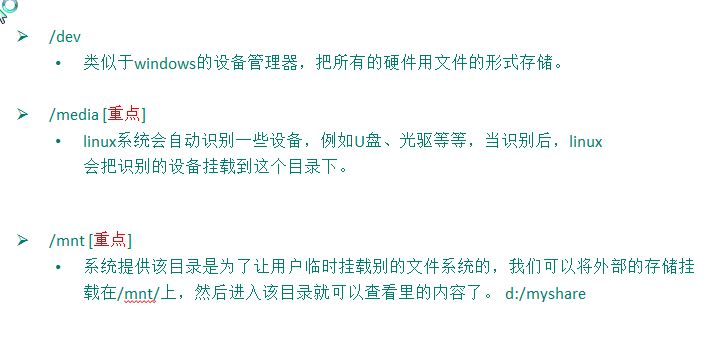 /dev
类似于windows的设备管理器，把所有的硬件用文件的形式存储。
/media [重点]
linux系统会自动识别一些设备，例如U盘、光驱等等，当识别后，linux
会把识别的设备挂载到这个目录下。
/mnt [重点]
系统提供该目录是为了让用户临时挂载别的文件系统的，我们可以将外部的存储挂
载在/mnt/上，然后进入该目录就可以查看里的内容了。 d:/myshare